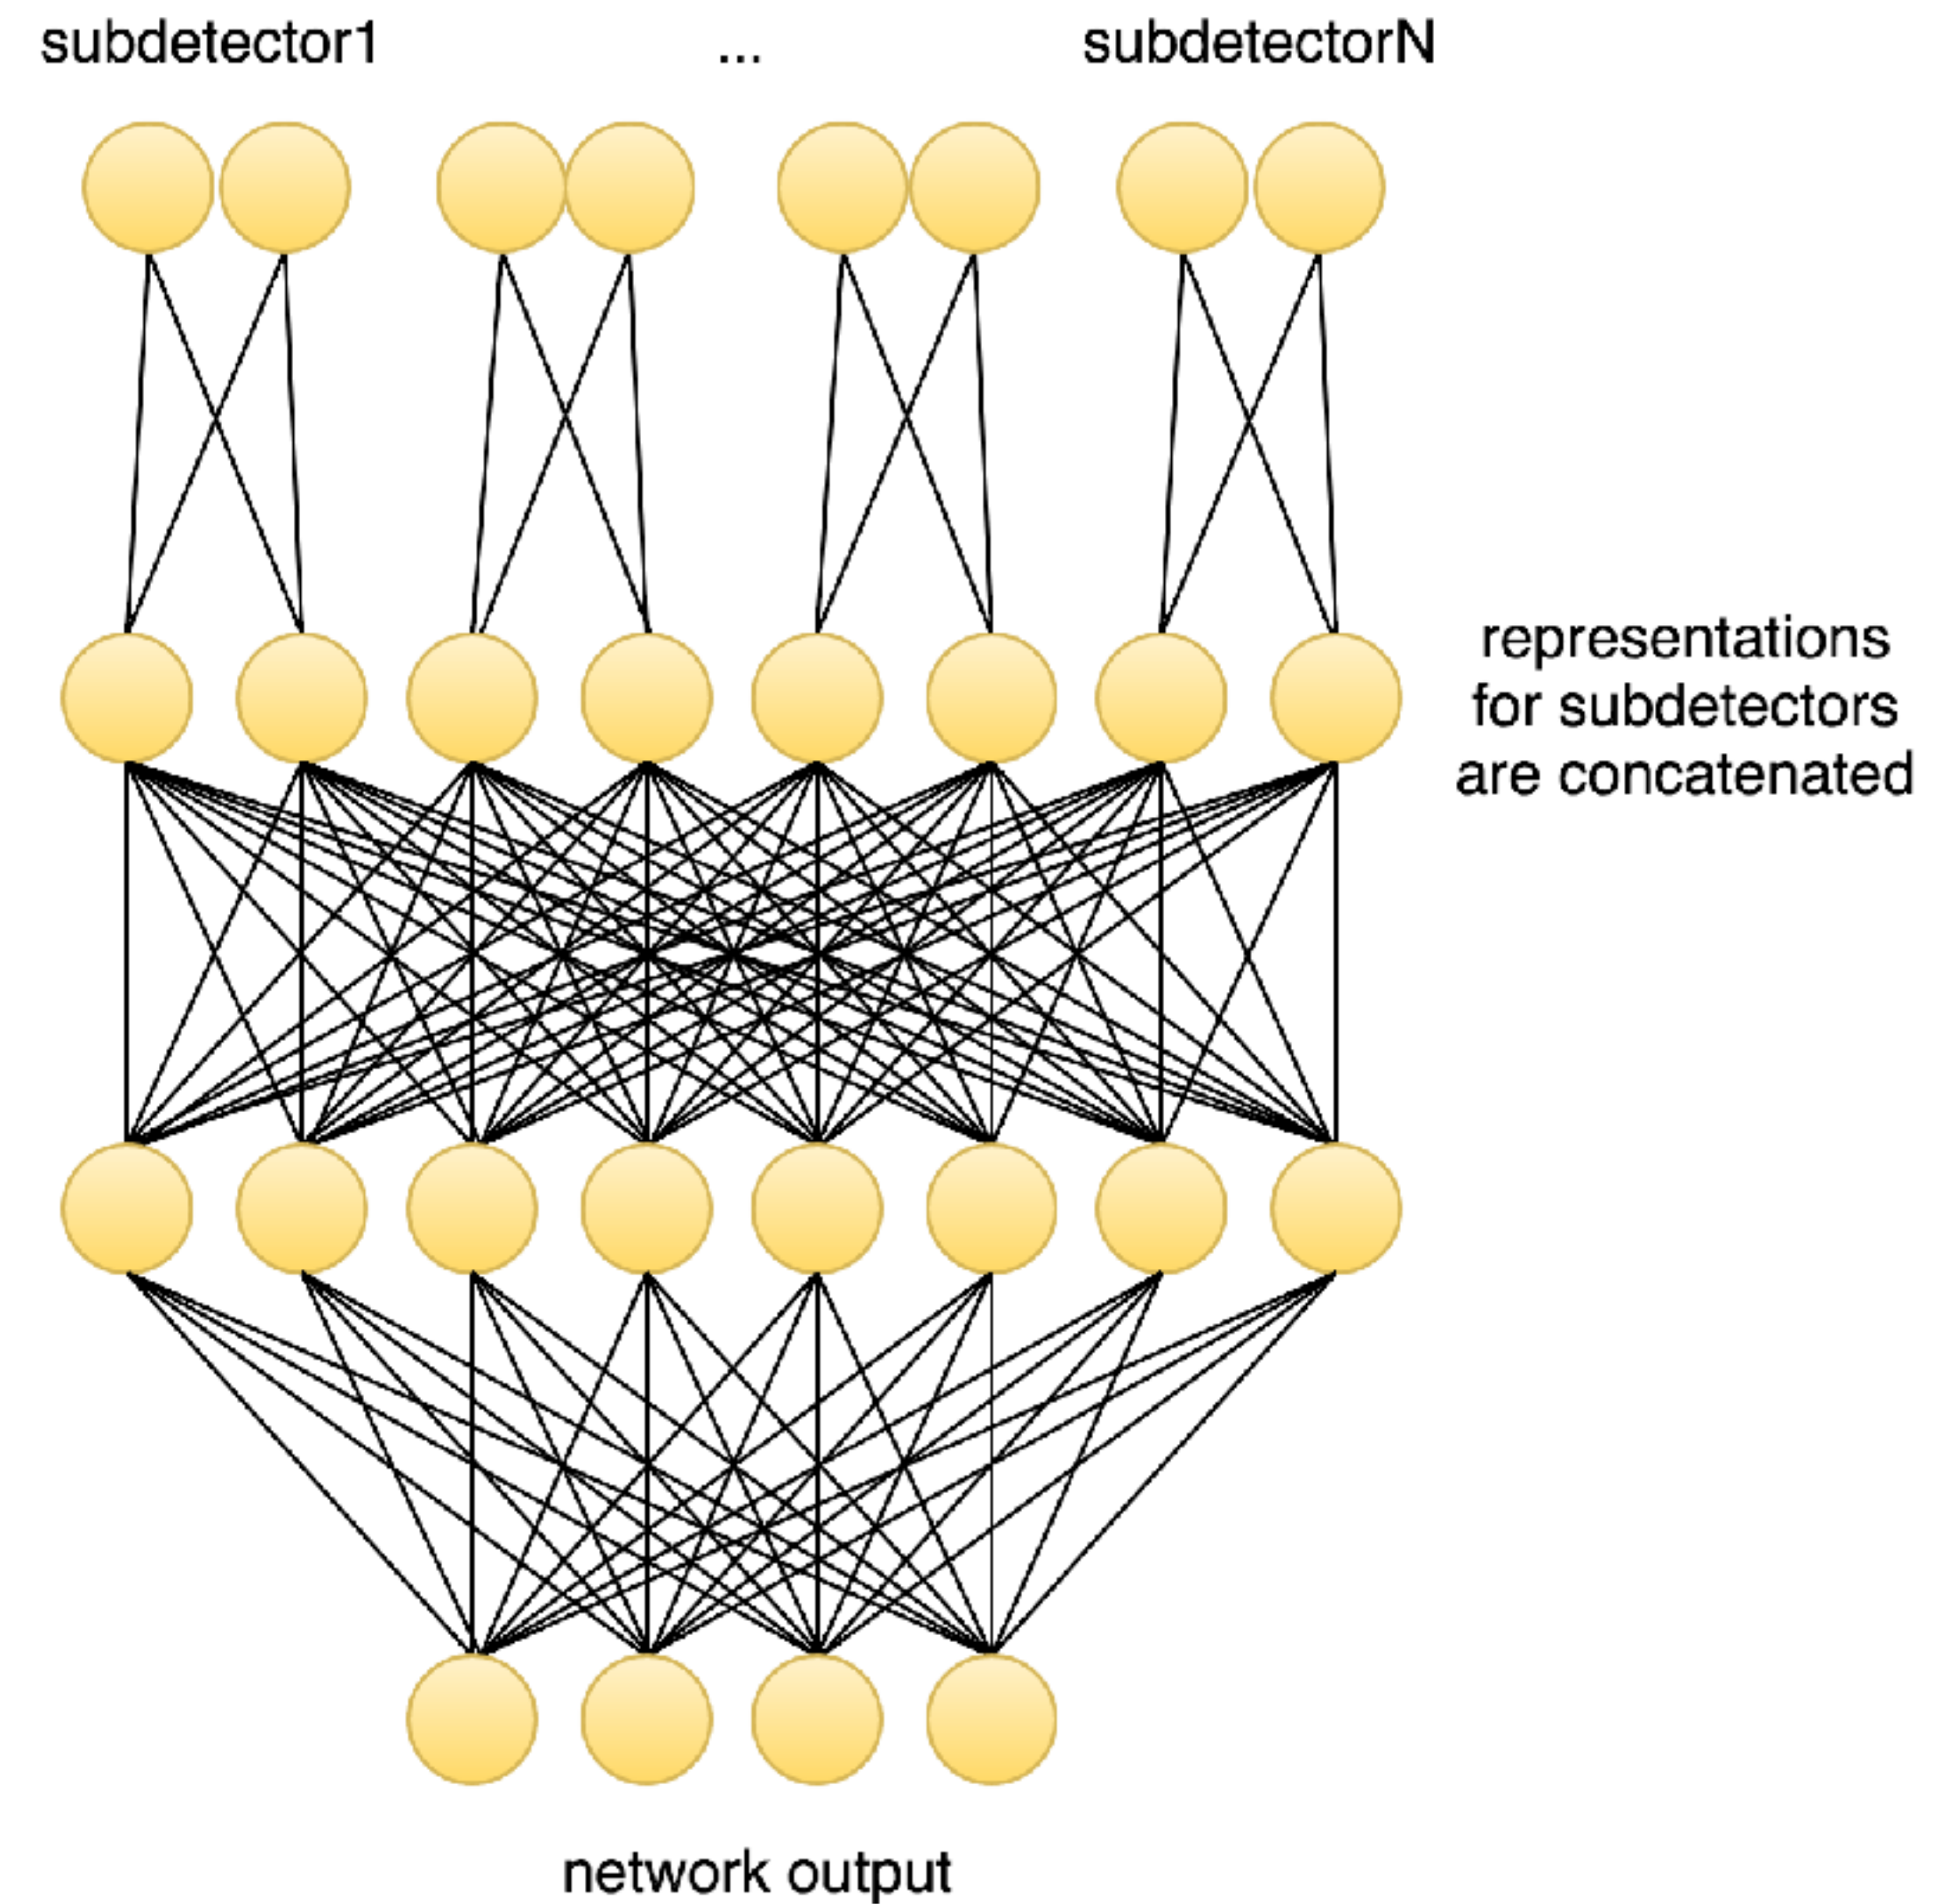 subdetector1 ... subdetectorN
representations
for subdetectors
are concatenated
network output